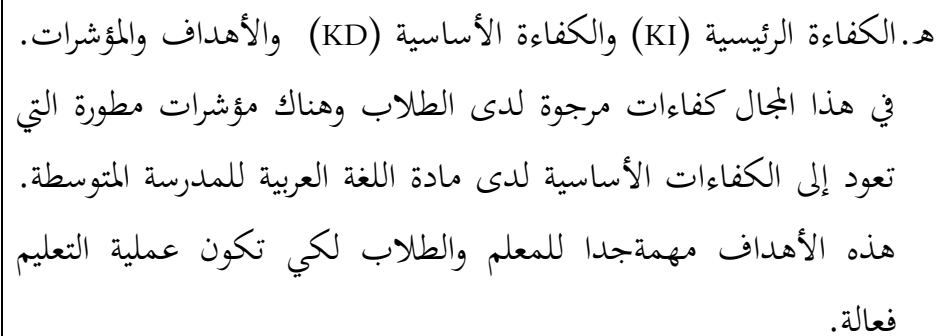 هـ. الكفاءة الرئيسية (KI) والكفاءة الأساسية (KD) والأهداف والمؤشرات.
في هذا المجال كفاءات مرجوة لدى الطلاب وهناك مؤشرات مطورة التي
تعود إلى الكفاءات الأساسية لدى مادة اللغة العربية للمدرسة المتوسطة.
هذه الأهداف مهمةجدا للمعلم والطلاب لكي تكون عملية التعليم
فعالة.